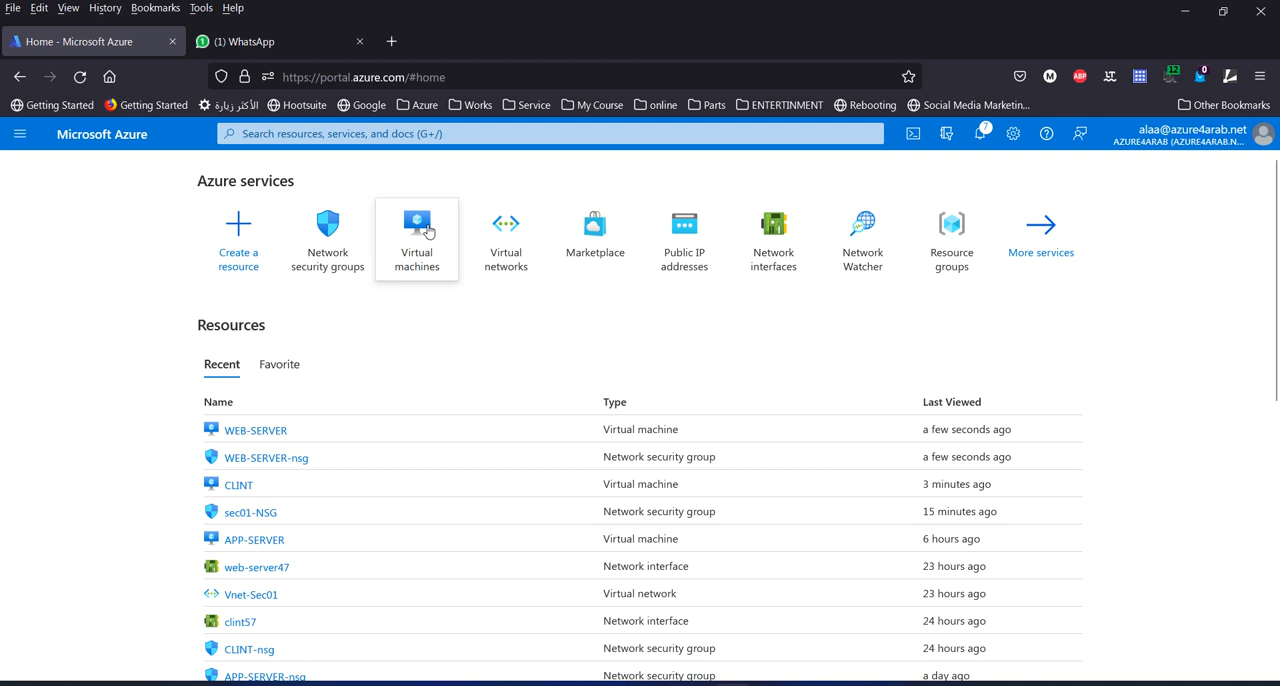 File Edit View History Bookmarks Tools Help
Home - Microsoft Azure
(1) WhatsApp
https://portal.azure.com/#home
M
ABP
12
0
Getting Started
Getting Started
الأكثر زيارة
Hootsuite
Google
Azure
Works
Service
My Course
online
Parts
ENTERTINMENT
Rebooting
Social Media Marketin...
Other Bookmarks
Microsoft Azure
Search resources, services, and docs (G+/)
7
alaa@azure4arab.net
AZURE4ARAB (AZURE4ARAB.N...
Azure services
Create a
resource
Network
security groups
Virtual
machines
Virtual
networks
Marketplace
Public IP
addresses
Network
interfaces
Network
Watcher
Resource
groups
More services
Resources
Recent Favorite
Name Type Last Viewed
WEB-SERVER Virtual machine a few seconds ago
WEB-SERVER-nsg Network security group a few seconds ago
CLINT Virtual machine 3 minutes ago
sec01-NSG Network security group 15 minutes ago
APP-SERVER Virtual machine 6 hours ago
web-server47 Network interface 23 hours ago
Vnet-Sec01 Virtual network 23 hours ago
clint57 Network interface 24 hours ago
CLINT-nsg Network security group 24 hours ago
APP-SERVER-nsg Network security group a day ago